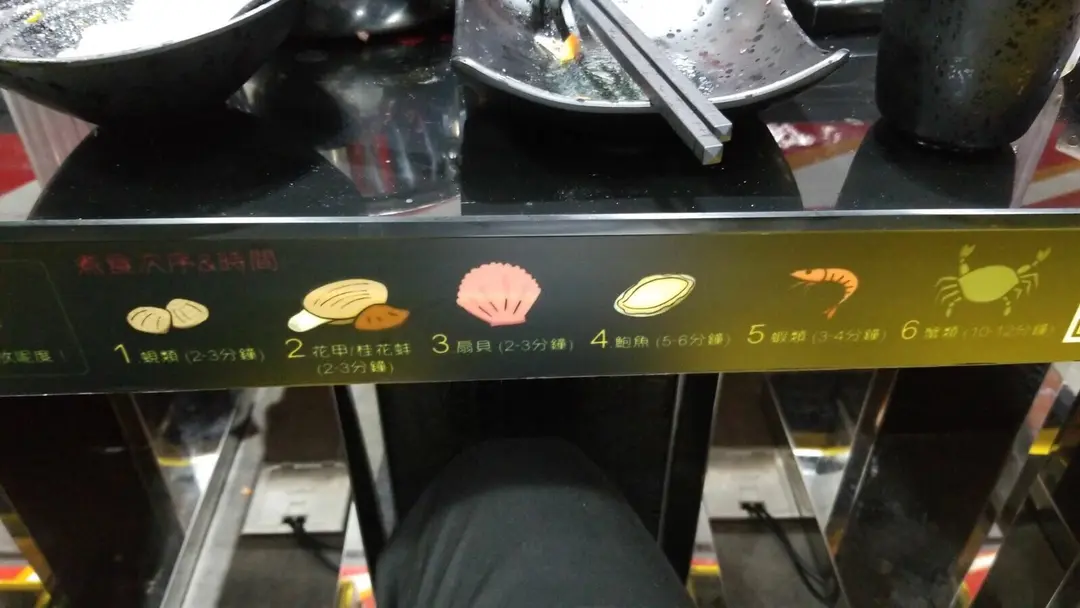 煮食次序&時間
1 蜆類 (2-3分鐘)
2 花甲/桂花蚌
(2-3分鐘)
3 扇貝 (2-3分鐘)
4 鮑魚 (5-6分鐘)
5 蝦類 (3-4分鐘)
6 蟹類 (10-12分鐘)